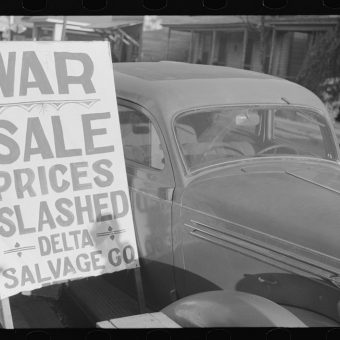 WAR
SALE
PRICES
SLASHED
DELTA
SALVAGE CO.